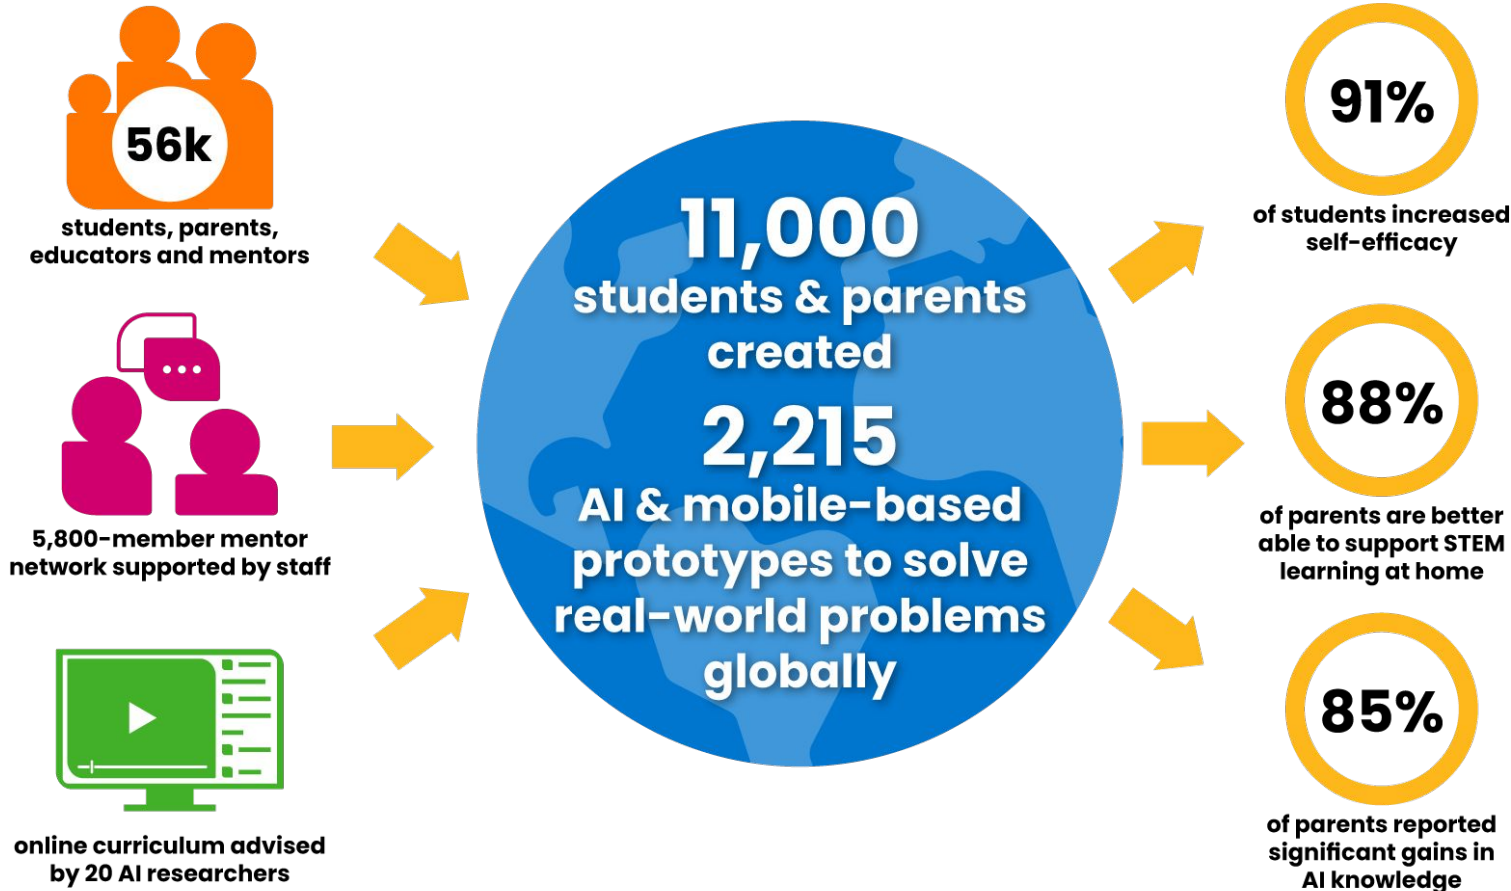 56k
students, parents,
educators and mentors
5,800-member mentor
network supported by staff
online curriculum advised
by 20 AI researchers
11,000
students & parents
created
2,215
AI & mobile-based
prototypes to solve
real-world problems
globally
91%
of students increased
self-efficacy
88%
of parents are better
able to support STEM
learning at home
85%
of parents reported
significant gains in
AI knowledge